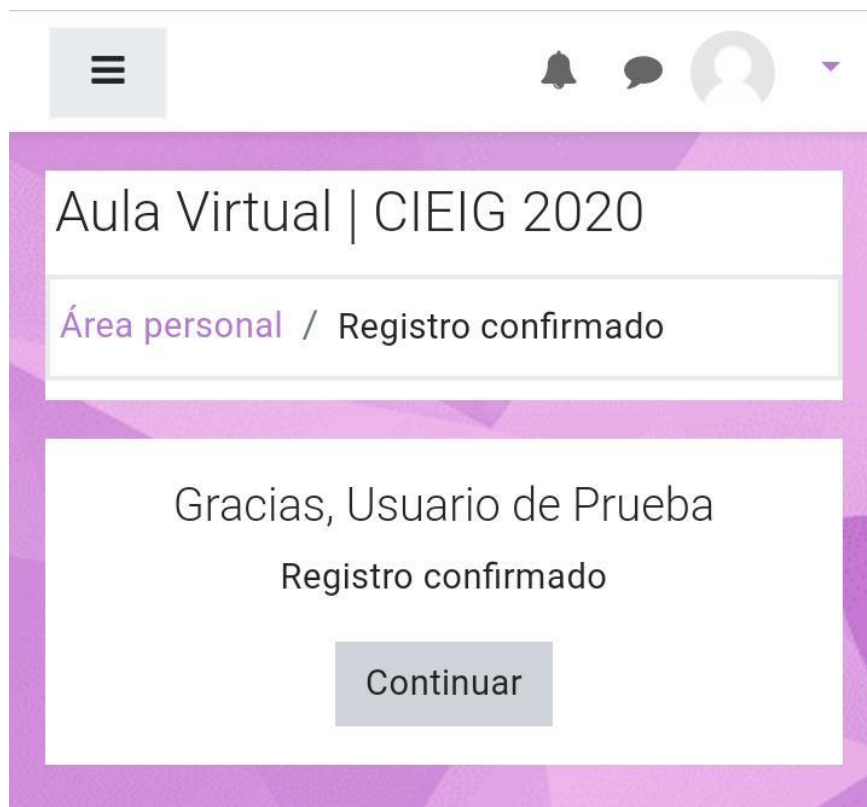 Aula Virtual | CIEIG 2020
Área personal / Registro confirmado
Gracias, Usuario de Prueba
Registro confirmado
Continuar